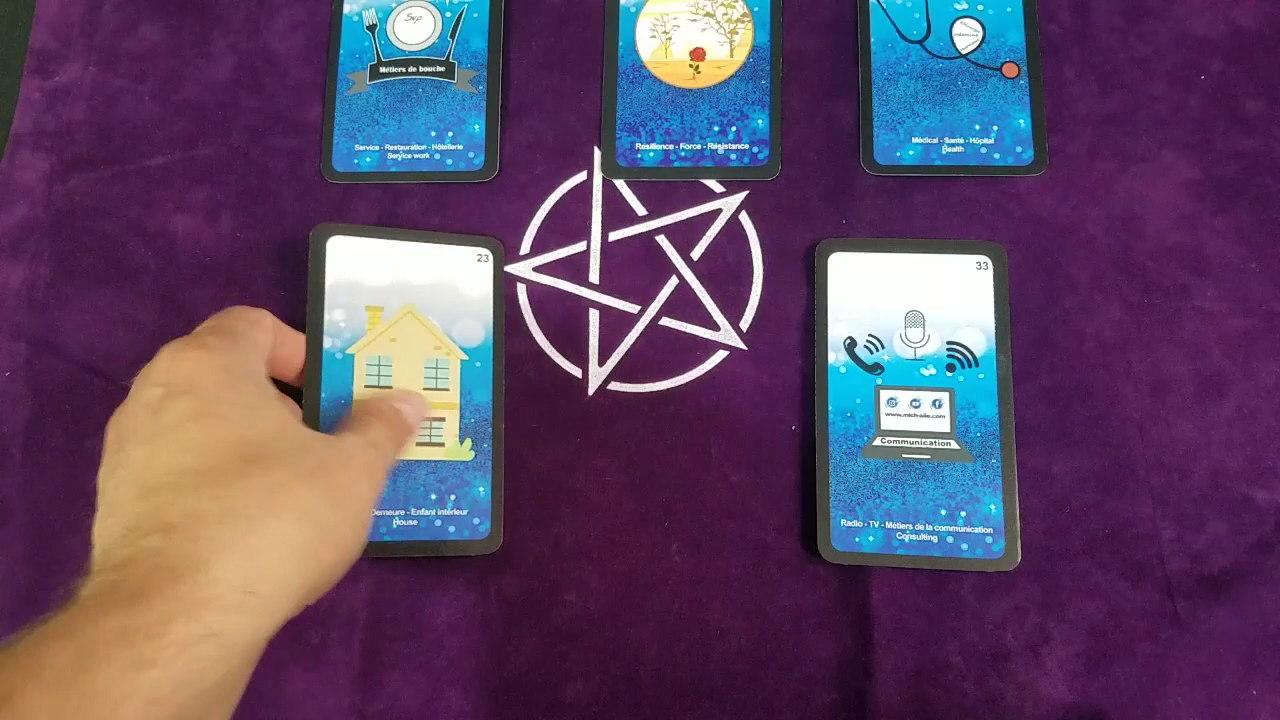 Svp
Métiers de bouche
Service - Restauration - Hôtellerie
Service work
Résilience - Force - Résistance
Médical - Santé - Hôpital
Health
23
Demeure - Enfant intérieur
House
33
www.mich-aile.com
Communication
Radio - TV - Métiers de la communication
Consulting